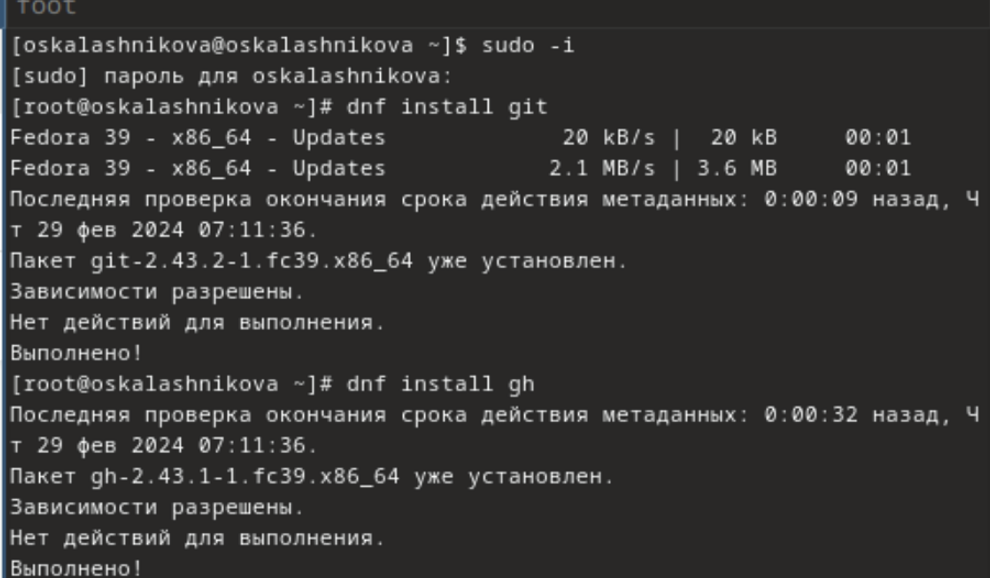 foot
[oskalashnikova@oskalashnikova ~]$ sudo -i
[sudo] пароль для oskalashnikova:
[root@oskalashnikova ~]# dnf install git
Fedora 39 - x86_64 - Updates             20 kB/s |  20 kB     00:01
Fedora 39 - x86_64 - Updates            2.1 MB/s | 3.6 MB     00:01
Последняя проверка окончания срока действия метаданных: 0:00:09 назад, Ч
т 29 фев 2024 07:11:36.
Пакет git-2.43.2-1.fc39.x86_64 уже установлен.
Зависимости разрешены.
Нет действий для выполнения.
Выполнено!
[root@oskalashnikova ~]# dnf install gh
Последняя проверка окончания срока действия метаданных: 0:00:32 назад, Ч
т 29 фев 2024 07:11:36.
Пакет gh-2.43.1-1.fc39.x86_64 уже установлен.
Зависимости разрешены.
Нет действий для выполнения.
Выполнено!